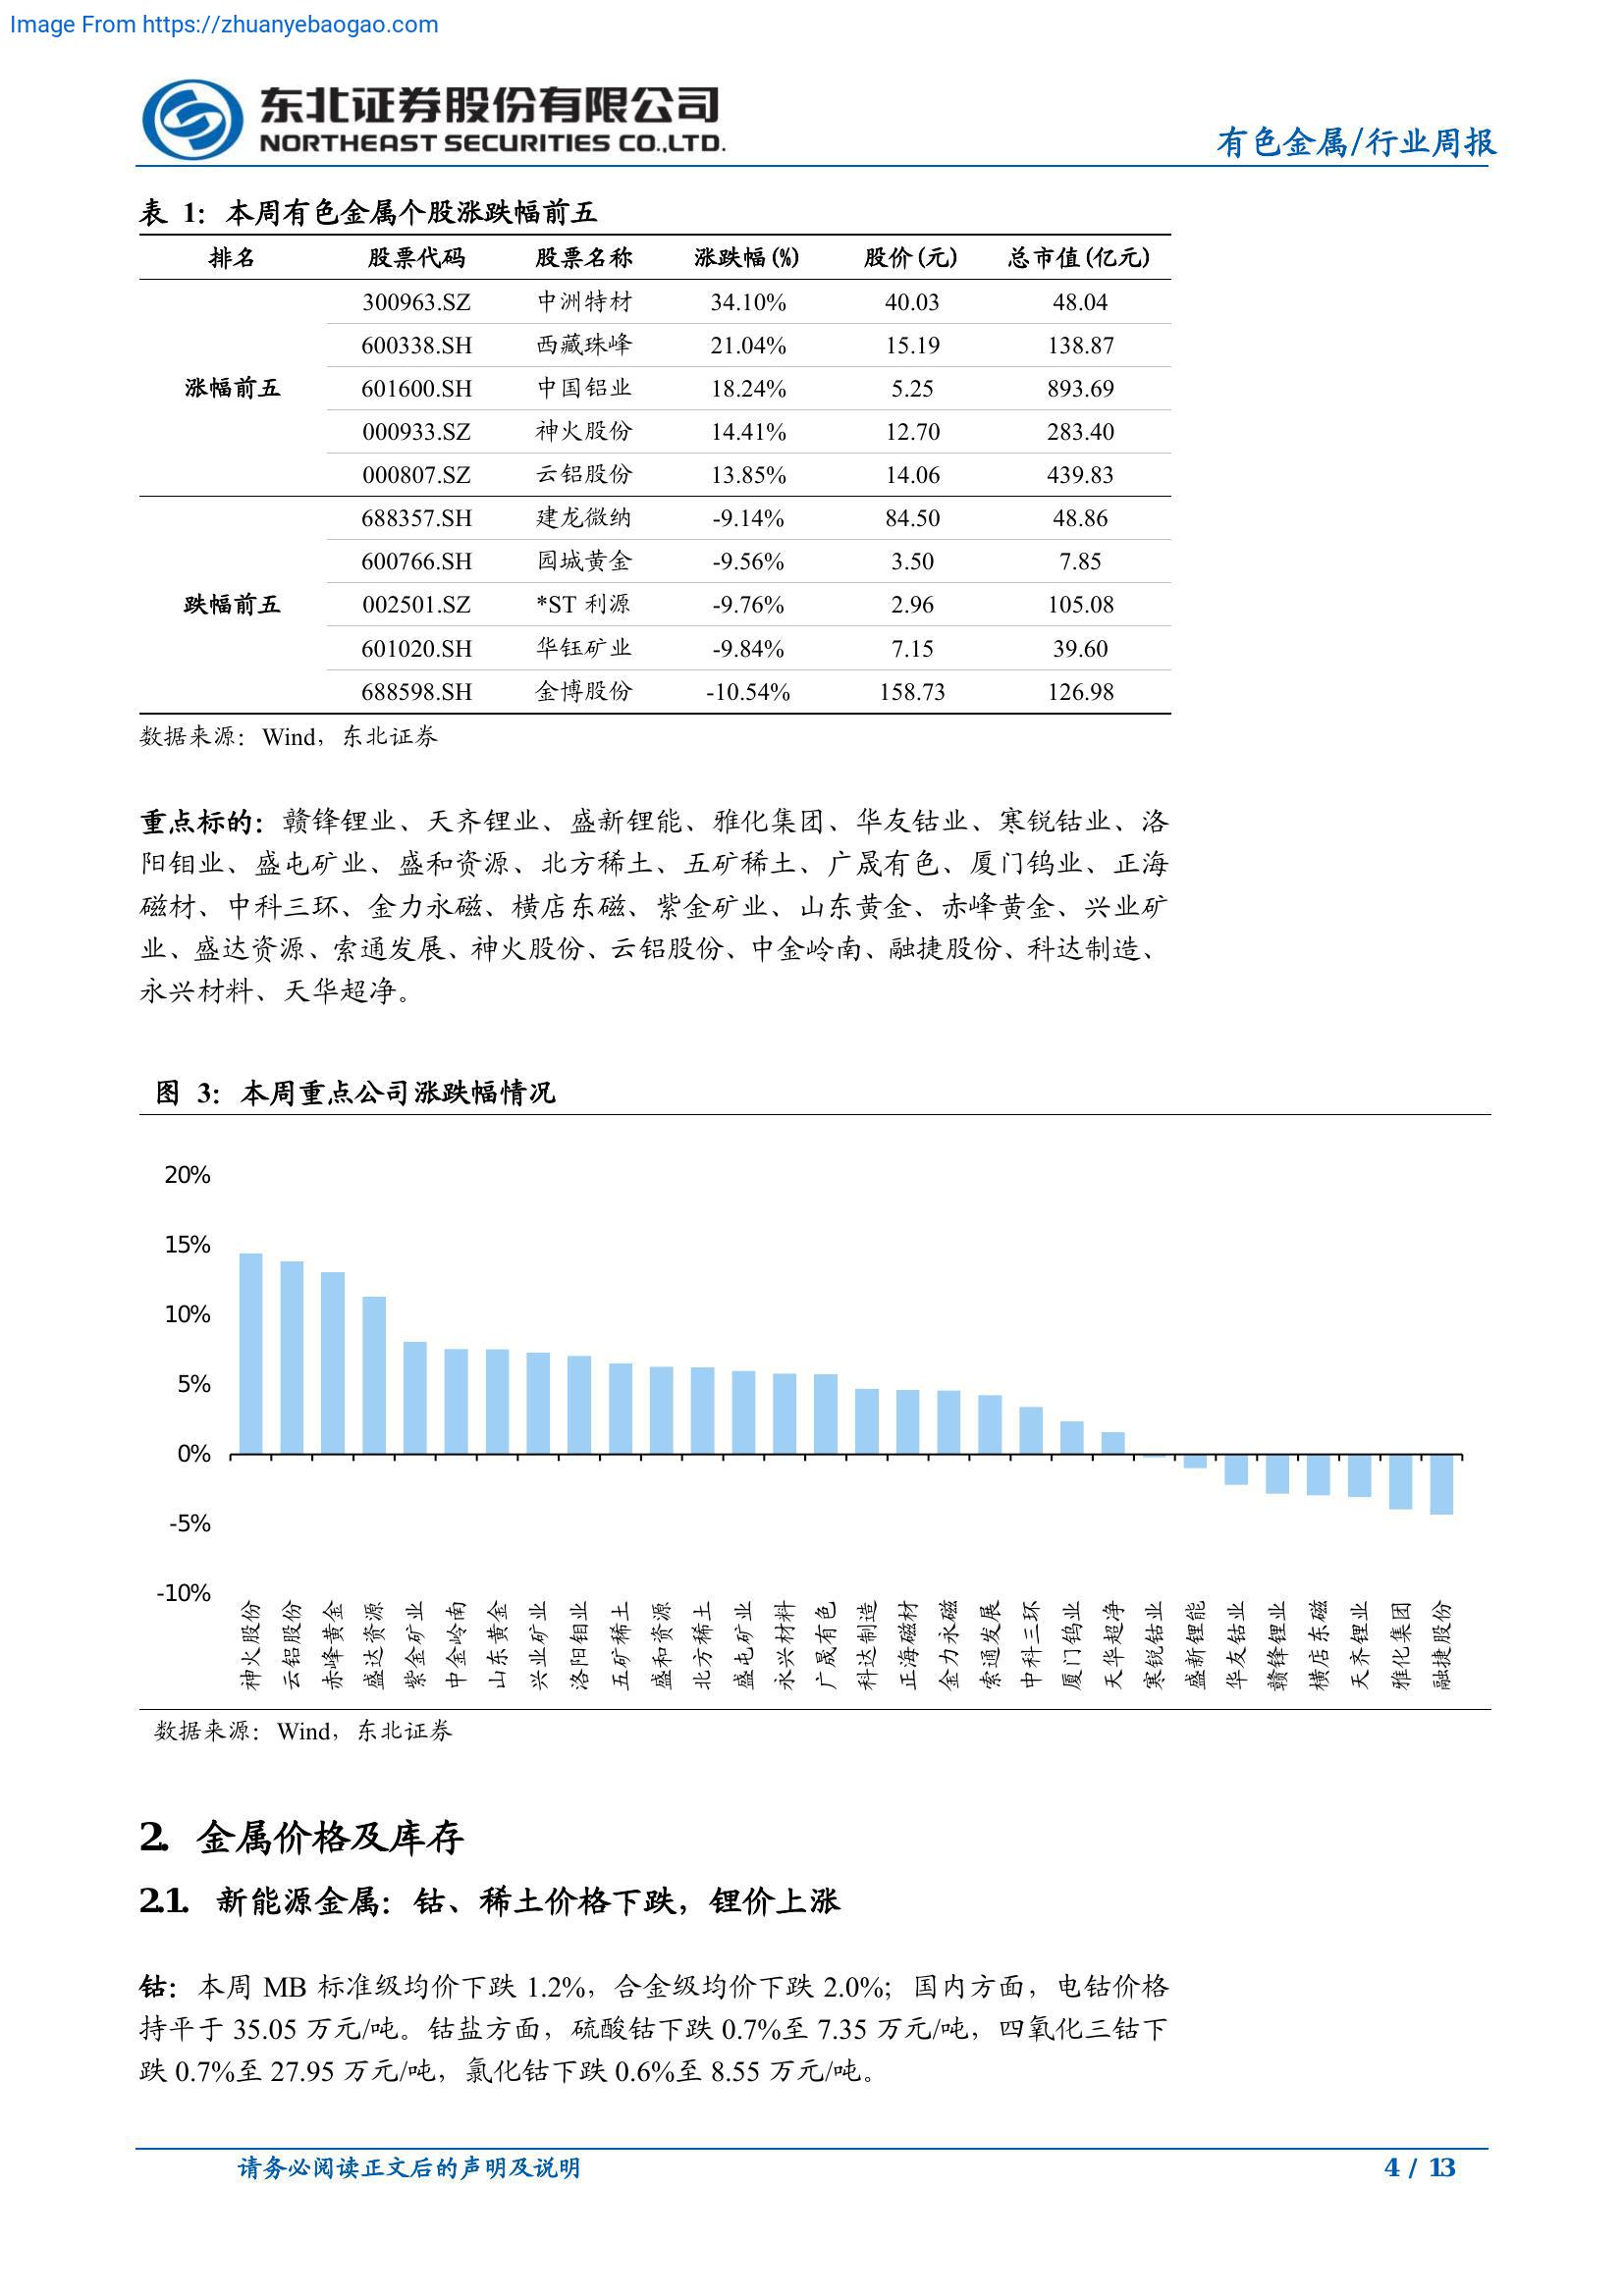 Image From https://zhuanyebaogao.com
东北证券股份有限公司
NORTHEAST SECURITIES CO.,LTD.
有色金属/行业周报
表 1：本周有色金属个股涨跌幅前五
排名 股票代码 股票名称 涨跌幅(%) 股价(元) 总市值(亿元)
300963.SZ 中洲特材 34.10% 40.03 48.04
600338.SH 西藏珠峰 21.04% 15.19 138.87
涨幅前五 601600.SH 中国铝业 18.24% 5.25 893.69
000933.SZ 神火股份 14.41% 12.70 283.40
000807.SZ 云铝股份 13.85% 14.06 439.83
688357.SH 建龙微纳 -9.14% 84.50 48.86
600766.SH 园城黄金 -9.56% 3.50 7.85
跌幅前五 002501.SZ *ST 利源 -9.76% 2.96 105.08
601020.SH 华钰矿业 -9.84% 7.15 39.60
688598.SH 金博股份 -10.54% 158.73 126.98
数据来源：Wind，东北证券
重点标的：赣锋锂业、天齐锂业、盛新锂能、雅化集团、华友钴业、寒锐钴业、洛
阳钼业、盛屯矿业、盛和资源、北方稀土、五矿稀土、广晟有色、厦门钨业、正海
磁材、中科三环、金力永磁、横店东磁、紫金矿业、山东黄金、赤峰黄金、兴业矿
业、盛达资源、索通发展、神火股份、云铝股份、中金岭南、融捷股份、科达制造、
永兴材料、天华超净。
图 3：本周重点公司涨跌幅情况
20%
15%
10%
5%
0%
-5%
-10%
神火股份
云铝股份
赤峰黄金
盛达资源
紫金矿业
中金岭南
山东黄金
兴业矿业
洛阳钼业
五矿稀土
盛和资源
北方稀土
盛屯矿业
永兴材料
广晟有色
科达制造
正海磁材
金力永磁
索通发展
中科三环
厦门钨业
天华超净
寒锐钴业
盛新锂能
华友钴业
赣锋锂业
横店东磁
天齐锂业
雅化集团
融捷股份
数据来源：Wind，东北证券
2. 金属价格及库存
2.1. 新能源金属：钴、稀土价格下跌，锂价上涨
钴：本周 MB 标准级均价下跌 1.2%，合金级均价下跌 2.0%；国内方面，电钴价格
持平于 35.05 万元/吨。钴盐方面，硫酸钴下跌 0.7%至 7.35 万元/吨，四氧化三钴下
跌 0.7%至 27.95 万元/吨，氯化钴下跌 0.6%至 8.55 万元/吨。
请务必阅读正文后的声明及说明
4 / 13